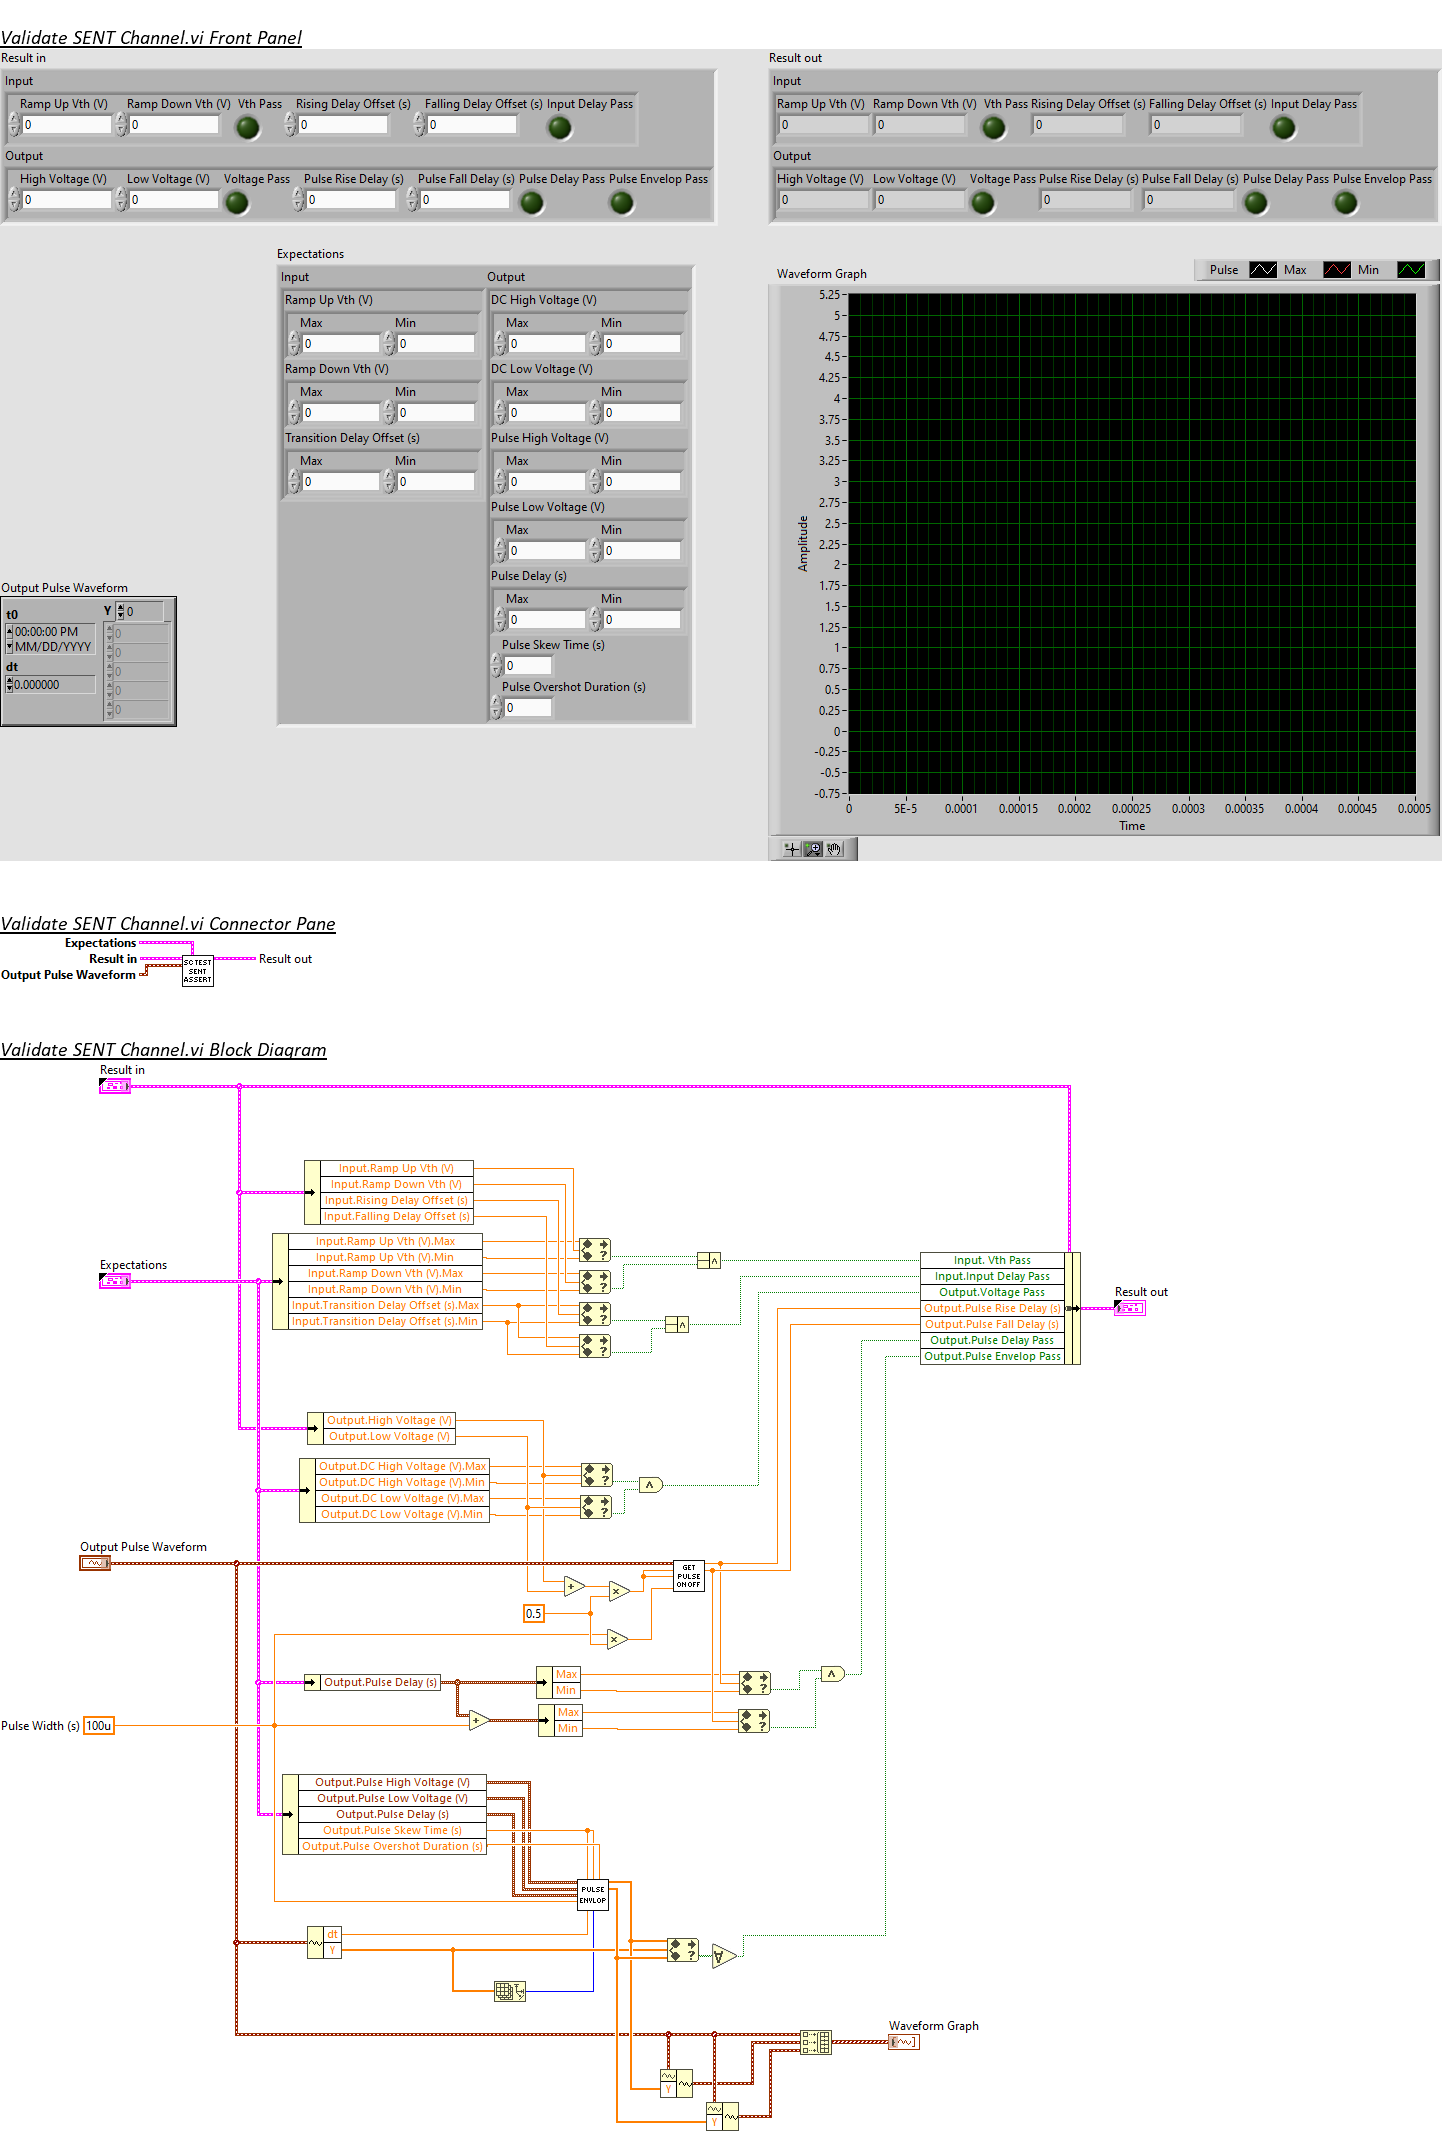 Validate SENT Channel.vi Front Panel
Result in
Input
Ramp Up Vth (V) Ramp Down Vth (V) Vth Pass Rising Delay Offset (s) Falling Delay Offset (s) Input Delay Pass
0 0 0 0
Output
High Voltage (V) Low Voltage (V) Voltage Pass Pulse Rise Delay (s) Pulse Fall Delay (s) Pulse Delay Pass Pulse Envelop Pass
0 0 0 0
Result out
Input
Ramp Up Vth (V) Ramp Down Vth (V) Vth Pass Rising Delay Offset (s) Falling Delay Offset (s) Input Delay Pass
0 0 0 0
Output
High Voltage (V) Low Voltage (V) Voltage Pass Pulse Rise Delay (s) Pulse Fall Delay (s) Pulse Delay Pass Pulse Envelop Pass
0 0 0 0
Expectations
Input
Ramp Up Vth (V)
Max Min
0 0
Ramp Down Vth (V)
Max Min
0 0
Transition Delay Offset (s)
Max Min
0 0
Output
DC High Voltage (V)
Max Min
0 0
DC Low Voltage (V)
Max Min
0 0
Pulse High Voltage (V)
Max Min
0 0
Pulse Low Voltage (V)
Max Min
0 0
Pulse Delay (s)
Max Min
0 0
Pulse Skew Time (s)
0
Pulse Overshot Duration (s)
0
Output Pulse Waveform
t0
00:00:00 PM
MM/DD/YYYY
dt
0.000000
Y 0
0
0
0
0
0
Waveform Graph
Pulse Max Min
5.25
5
4.75
4.5
4.25
4
3.75
3.5
3.25
3
2.75
2.5
2.25
2
1.75
1.5
1.25
1
0.75
0.5
0.25
0
-0.25
-0.5
-0.75
Amplitude
0 5E-5 0.0001 0.00015 0.0002 0.00025 0.0003 0.00035 0.0004 0.00045 0.0005
Time
Validate SENT Channel.vi Connector Pane
Expectations
Result in
Output Pulse Waveform
SC TEST
SENT
ASSERT
Result out
Validate SENT Channel.vi Block Diagram
Result in
Input.Ramp Up Vth (V)
Input.Ramp Down Vth (V)
Input.Rising Delay Offset (s)
Input.Falling Delay Offset (s)
Expectations
Input.Ramp Up Vth (V).Max
Input.Ramp Up Vth (V).Min
Input.Ramp Down Vth (V).Max
Input.Ramp Down Vth (V).Min
Input.Transition Delay Offset (s).Max
Input.Transition Delay Offset (s).Min
Input. Vth Pass
Input.Input Delay Pass
Output.Voltage Pass
Output.Pulse Rise Delay (s)
Output.Pulse Fall Delay (s)
Output.Pulse Delay Pass
Output.Pulse Envelop Pass
Result out
Output.High Voltage (V)
Output.Low Voltage (V)
Output.DC High Voltage (V).Max
Output.DC High Voltage (V).Min
Output.DC Low Voltage (V).Max
Output.DC Low Voltage (V).Min
Output Pulse Waveform
GET
PULSE
ON OFF
0.5
Output.Pulse Delay (s)
Max
Min
Max
Min
Pulse Width (s) 100u
Output.Pulse High Voltage (V)
Output.Pulse Low Voltage (V)
Output.Pulse Delay (s)
Output.Pulse Skew Time (s)
Output.Pulse Overshot Duration (s)
PULSE
ENVLOP
dt
Y
Waveform Graph
Y
Y